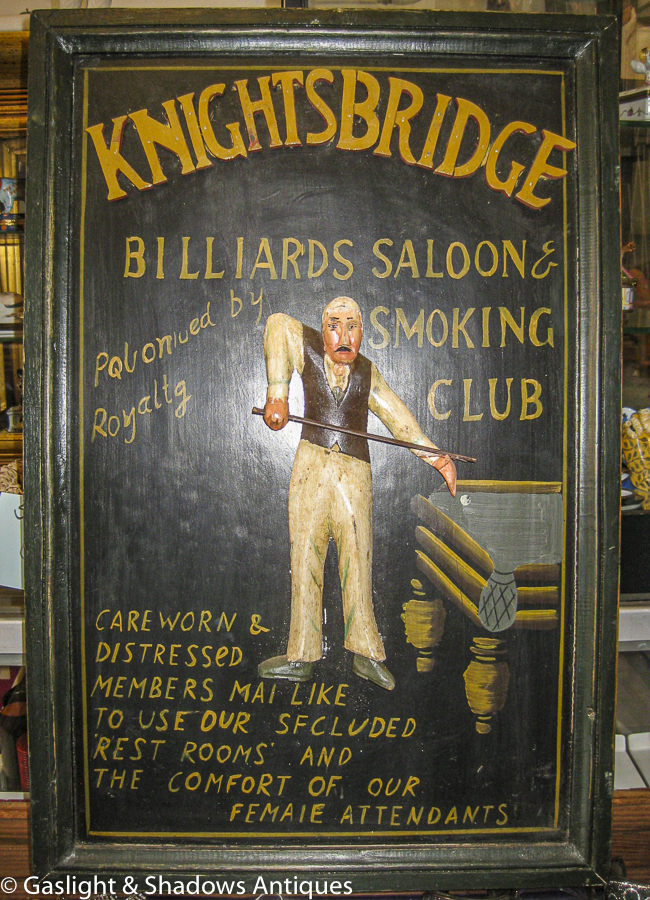 KNIGHTSBRIDGE
BILLIARDS SALOON &
SMOKING
CLUB
Patronised by
Royalty
CAREWORN &
DISTRESSeD
MEMBERS MAI LIKE
TO USE OUR SFCLUDED
'REST ROOMS' AND
THE COMFORT OF OUR
FEMAIE ATTENDANTS
© Gaslight & Shadows Antiques